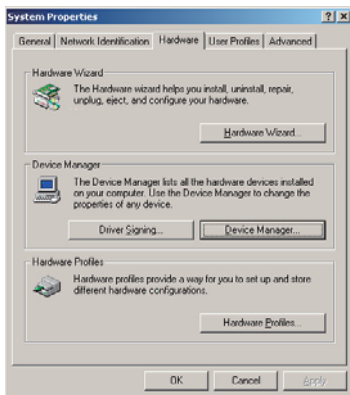 System Properties
General Network Identification Hardware User Profiles Advanced
Hardware Wizard
The Hardware wizard helps you install, uninstall, repair,
unplug, eject, and configure your hardware.
Hardware Wizard...
Device Manager
The Device Manager lists all the hardware devices installed
on your computer. Use the Device Manager to change the
properties of any device.
Driver Signing... Device Manager...
Hardware Profiles
Hardware profiles provide a way for you to set up and store
different hardware configurations.
Hardware Profiles...
OK Cancel Apply